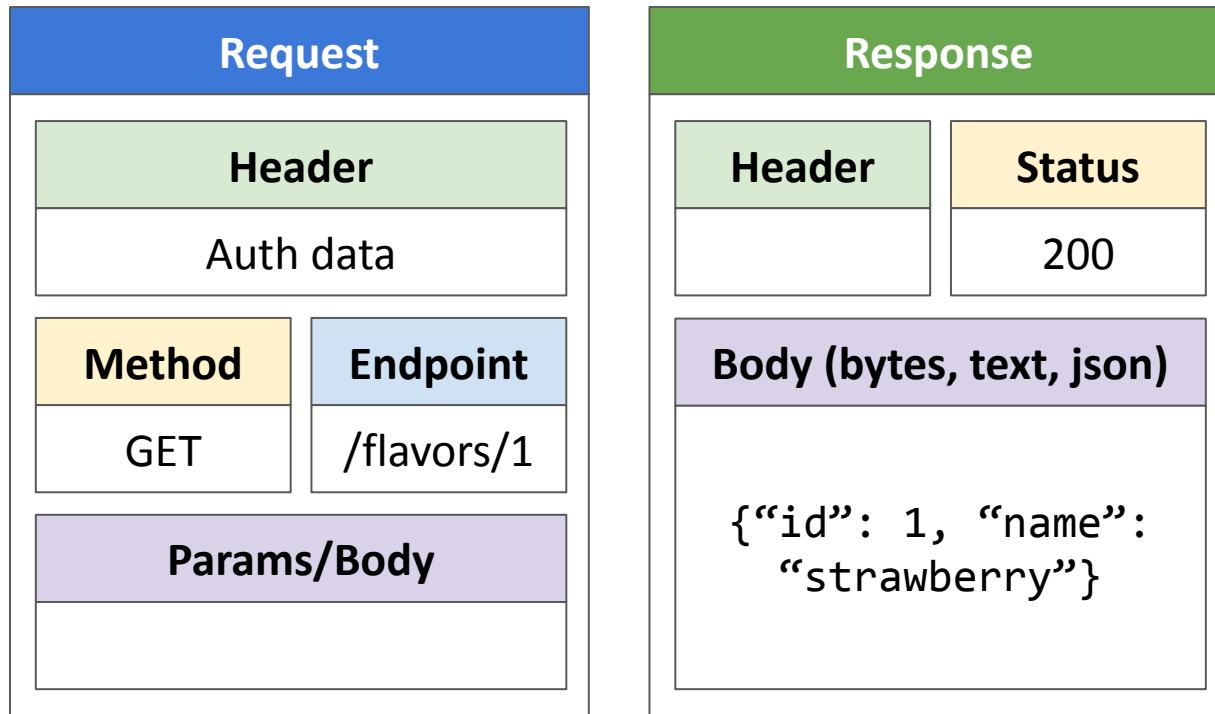 Request
Header
Auth data
Method
Endpoint
GET
/flavors/1
Params/Body
Response
Header
Status
200
Body (bytes, text, json)
{“id”: 1, “name”:
“strawberry”}